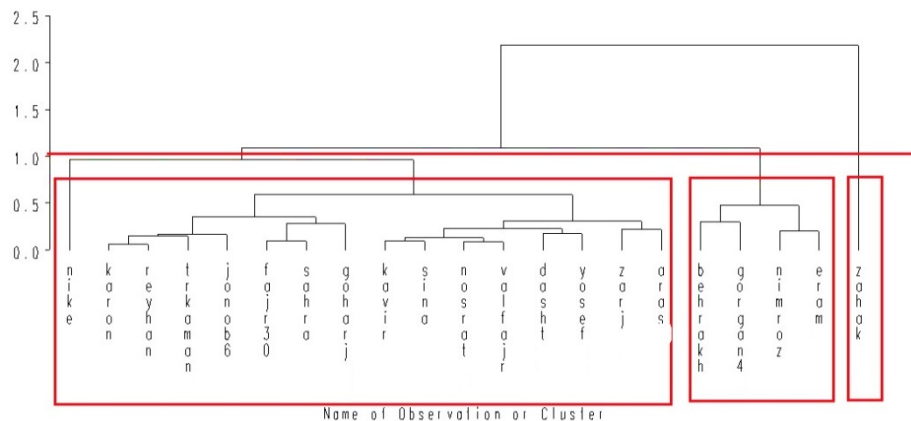 2.5
2.0
1.5
1.0
0.5
0.0
nike
karon
reyhan
trkaman
jonob6
fajr30
sahra
goharj
kavir
sina
nosrat
valfajr
dasht
yosef
zarj
aras
behrakh
gorgan4
nimroz
eram
zahak
Name of Observation or Cluster